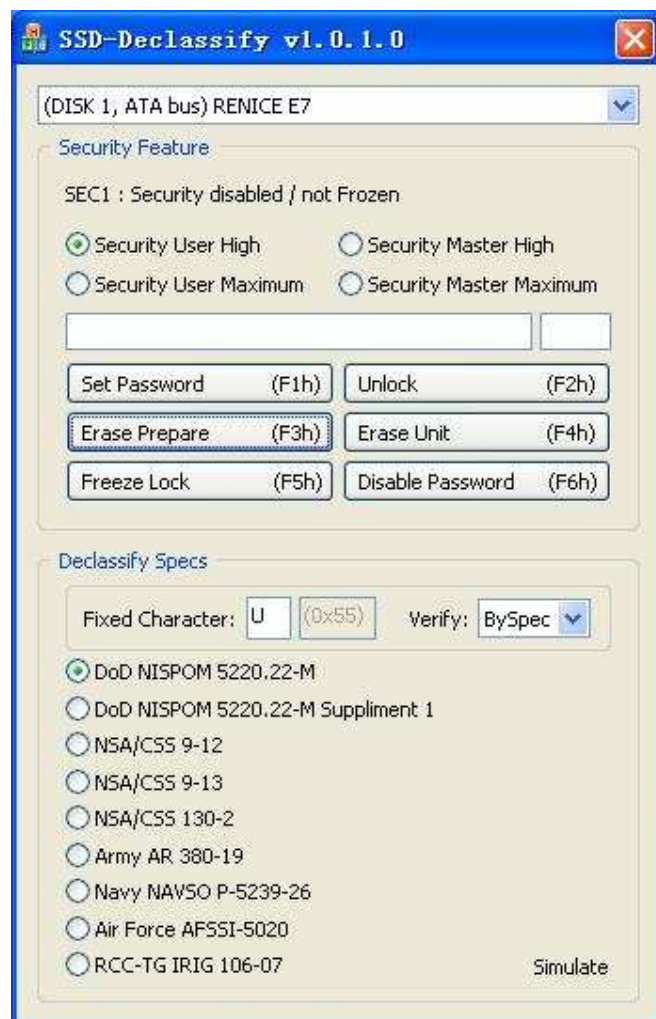 SSD-Declassify v1.0.1.0
(DISK 1, ATA bus) RENICE E7
Security Feature
SEC1 : Security disabled / not Frozen
Security User High Security Master High
Security User Maximum Security Master Maximum
Set Password (F1h) Unlock (F2h)
Erase Prepare (F3h) Erase Unit (F4h)
Freeze Lock (F5h) Disable Password (F6h)
Declassify Specs
Fixed Character: U (0x55) Verify: BySpec
DoD NISPOM 5220.22-M
DoD NISPOM 5220.22-M Suppliment 1
NSA/CSS 9-12
NSA/CSS 9-13
NSA/CSS 130-2
Army AR 380-19
Navy NAVSO P-5239-26
Air Force AFSSI-5020
RCC-TG IRIG 106-07 Simulate